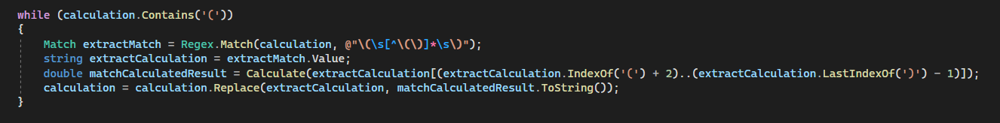 while (calculation.Contains('('))
{
    Match extractMatch = Regex.Match(calculation, @"\(\s[^\(\)]*\s\)");
    string extractCalculation = extractMatch.Value;
    double matchCalculatedResult = Calculate(extractCalculation[(extractCalculation.IndexOf('(') + 2)..(extractCalculation.LastIndexOf(')') - 1)]);
    calculation = calculation.Replace(extractCalculation, matchCalculatedResult.ToString());
}